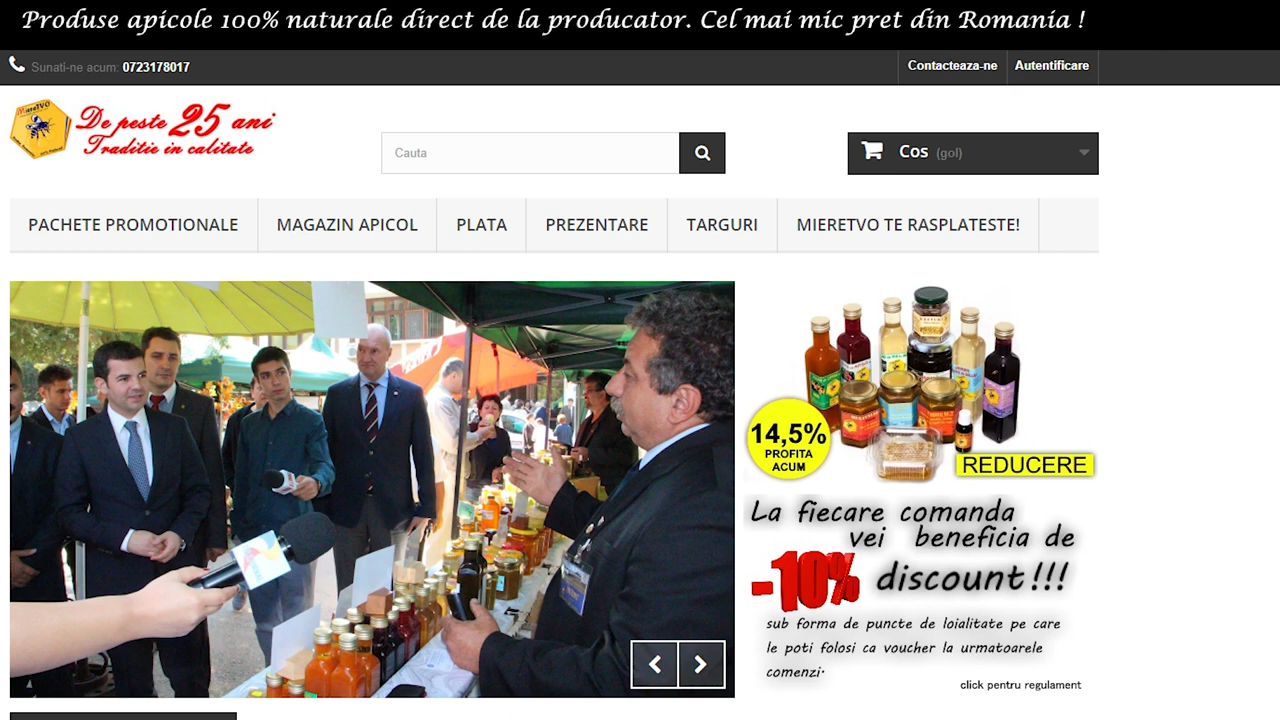 Produse apicole 100% naturale direct de la producator. Cel mai mic pret din Romania !
Sunati-ne acum: 0723178017
Contacteaza-ne
Autentificare
MiereTVO
De peste 25 ani
Traditie in calitate
Cauta
Cos (gol)
PACHETE PROMOTIONALE
MAGAZIN APICOL
PLATA
PREZENTARE
TARGURI
MIERETVO TE RASPLATESTE!
14,5%
PROFITA
ACUM
REDUCERE
La fiecare comanda
vei beneficia de
-10% discount!!!
sub forma de puncte de loialitate pe care
le poti folosi ca voucher la urmatoarele
comenzi.
click pentru regulament